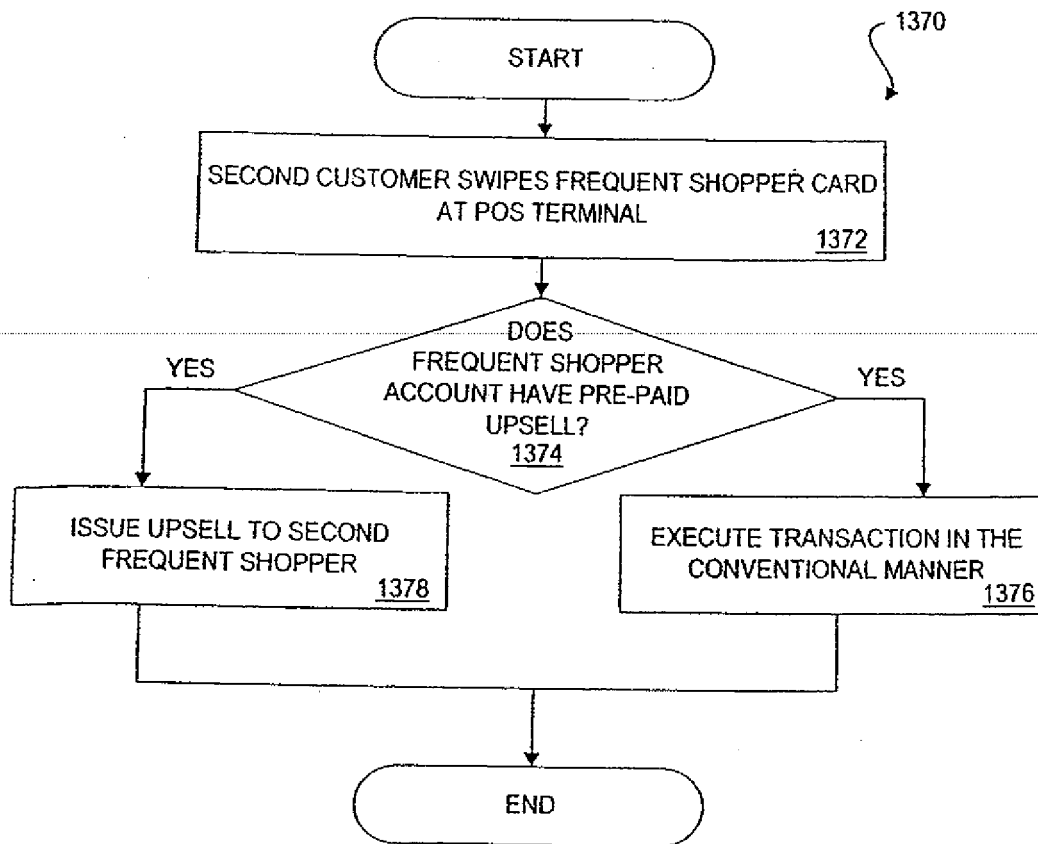 1370
START
SECOND CUSTOMER SWIPES FREQUENT SHOPPER CARD
AT POS TERMINAL
1372
DOES
FREQUENT SHOPPER
ACCOUNT HAVE PRE-PAID
UPSELL?
1374
YES
YES
ISSUE UPSELL TO SECOND
FREQUENT SHOPPER
1378
EXECUTE TRANSACTION IN THE
CONVENTIONAL MANNER
1376
END